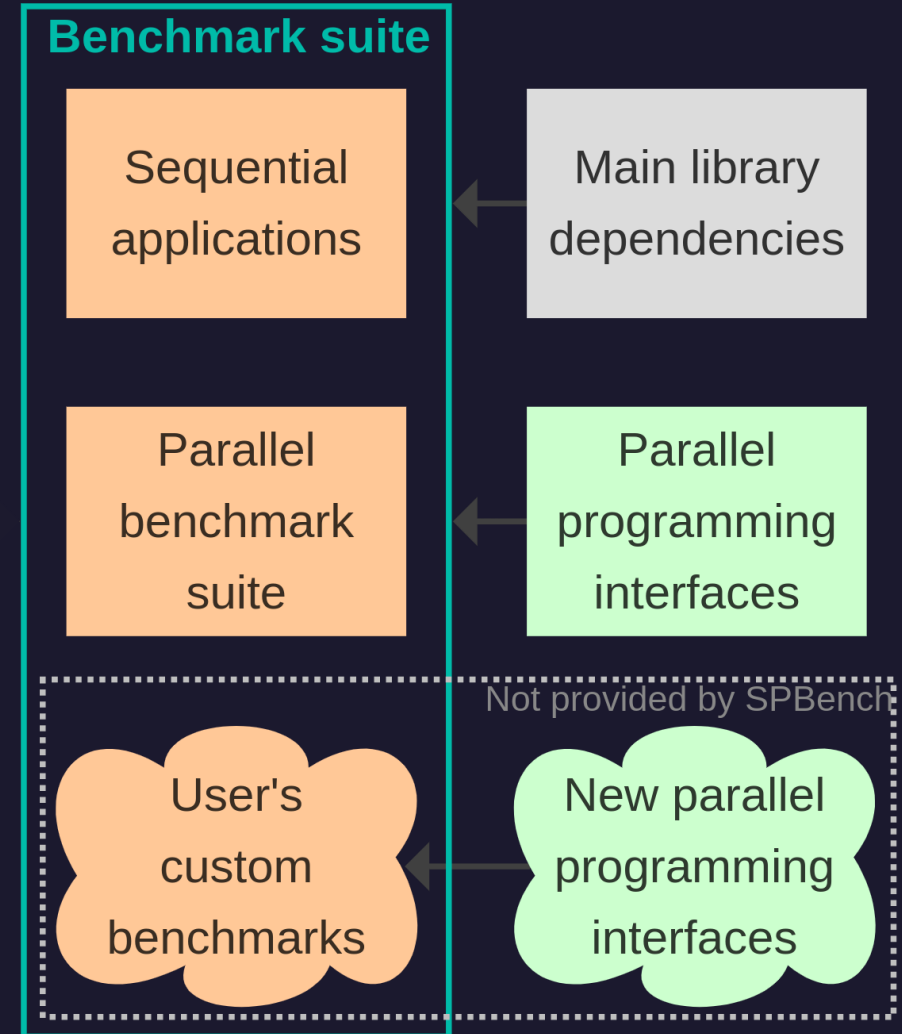 Benchmark suite
Sequential
applications
Main library
dependencies
Parallel
benchmark
suite
Parallel
programming
interfaces
Not provided by SPBench
User's
custom
benchmarks
New parallel
programming
interfaces